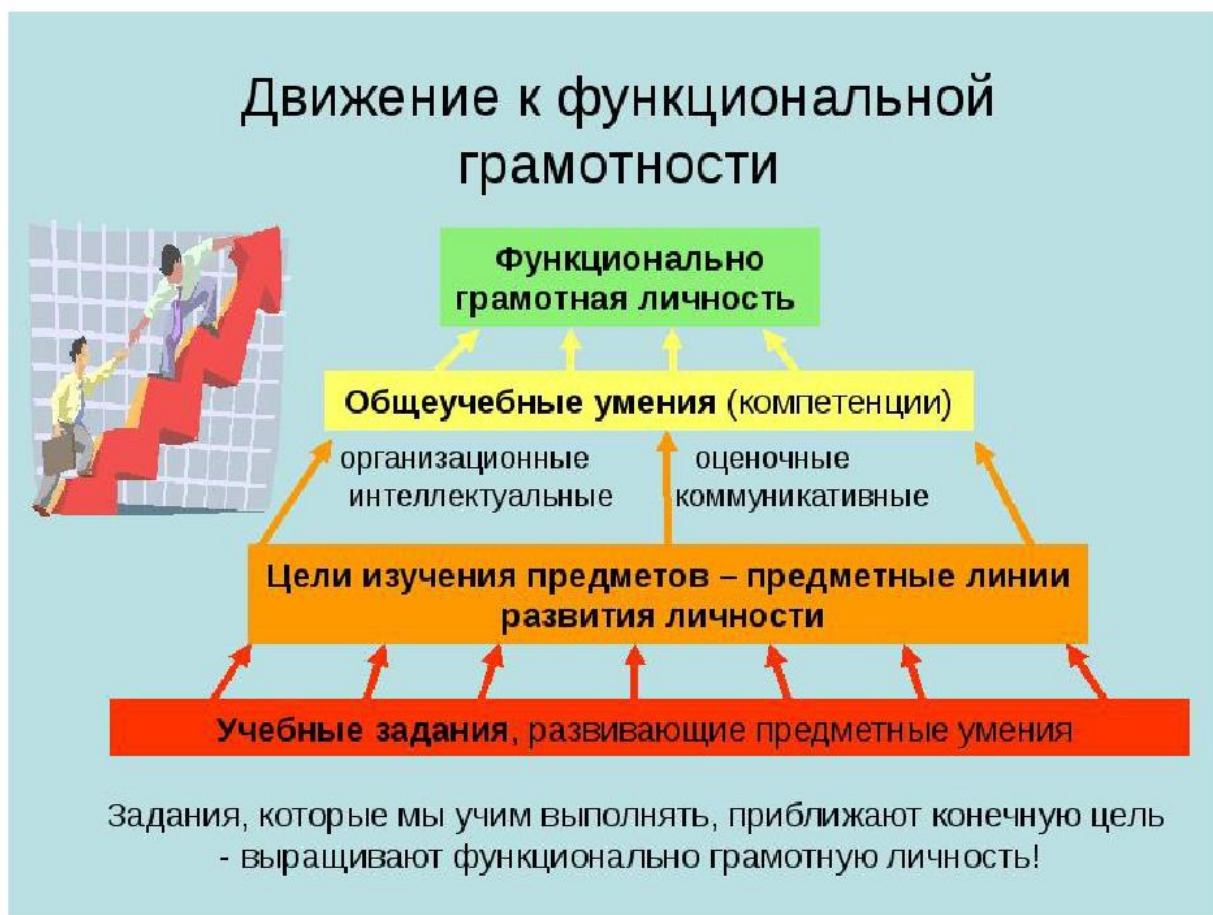 Движение к функциональной
грамотности
Функционально
грамотная личность
Общеучебные умения (компетенции)
организационные оценочные
интеллектуальные коммуникативные
Цели изучения предметов – предметные линии
развития личности
Учебные задания, развивающие предметные умения
Задания, которые мы учим выполнять, приближают конечную цель
- выращивают функционально грамотную личность!